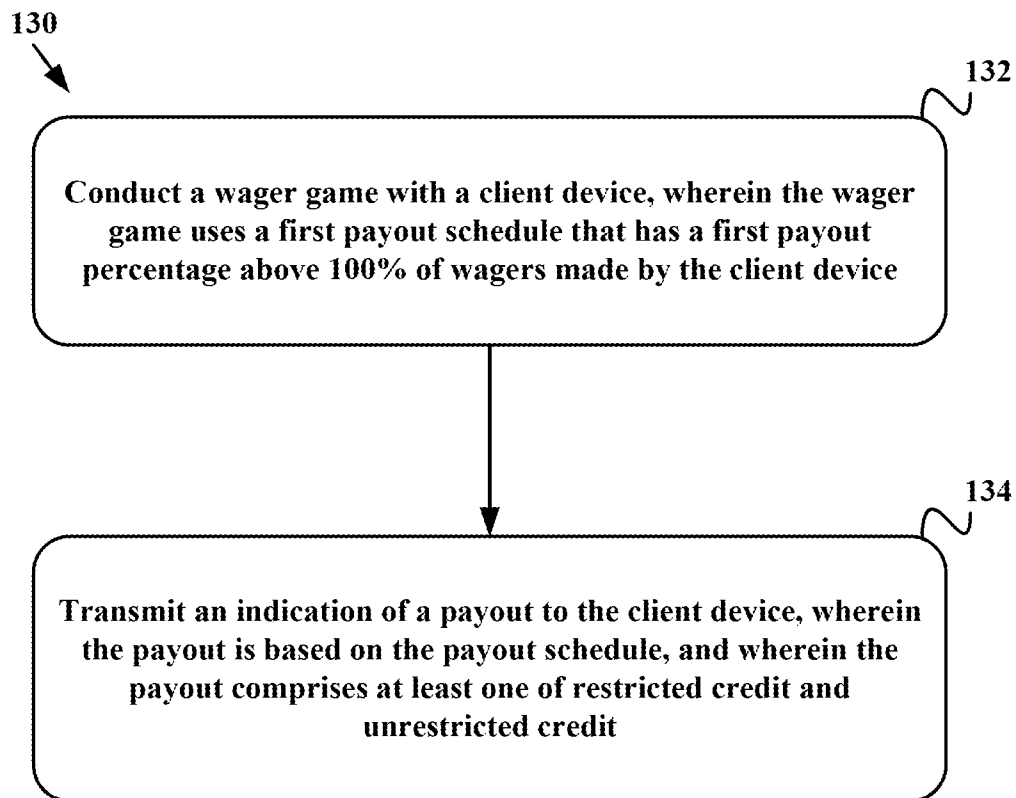 130
132
Conduct a wager game with a client device, wherein the wager
game uses a first payout schedule that has a first payout
percentage above 100% of wagers made by the client device
134
Transmit an indication of a payout to the client device, wherein
the payout is based on the payout schedule, and wherein the
payout comprises at least one of restricted credit and
unrestricted credit